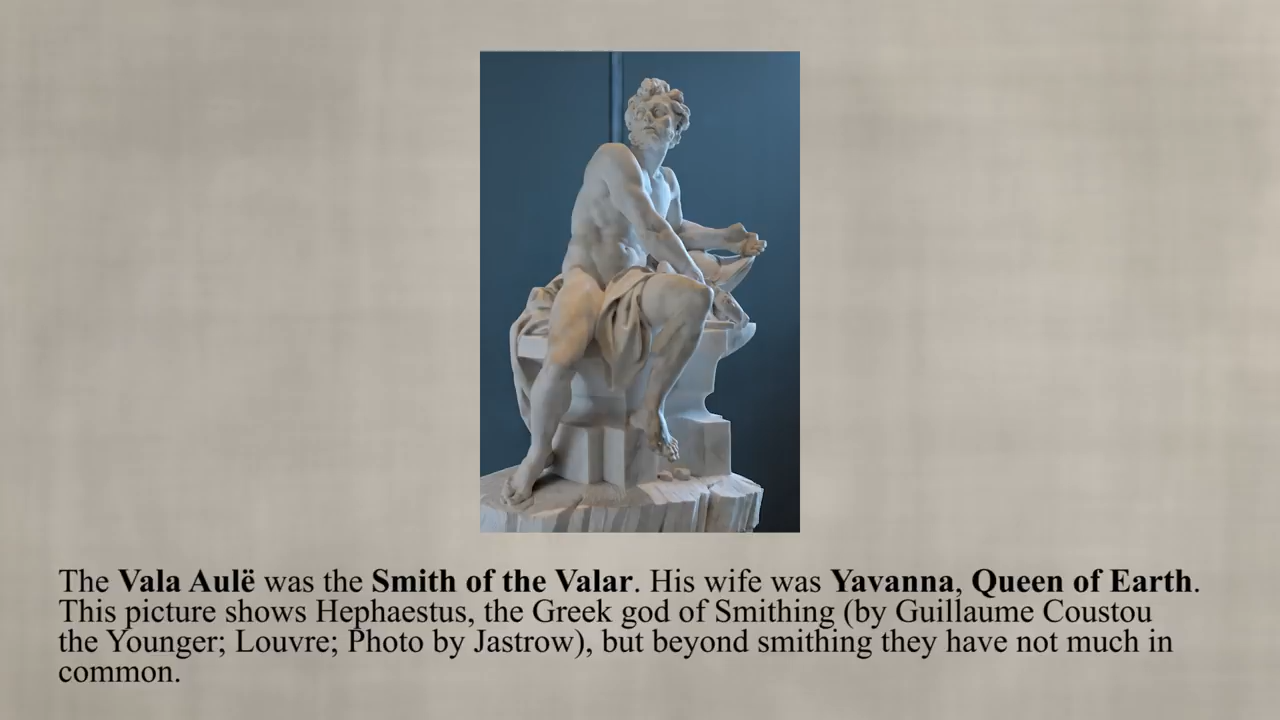 The Vala Aulë was the Smith of the Valar. His wife was Yavanna, Queen of Earth.
This picture shows Hephaestus, the Greek god of Smithing (by Guillaume Coustou
the Younger; Louvre; Photo by Jastrow), but beyond smithing they have not much in
common.